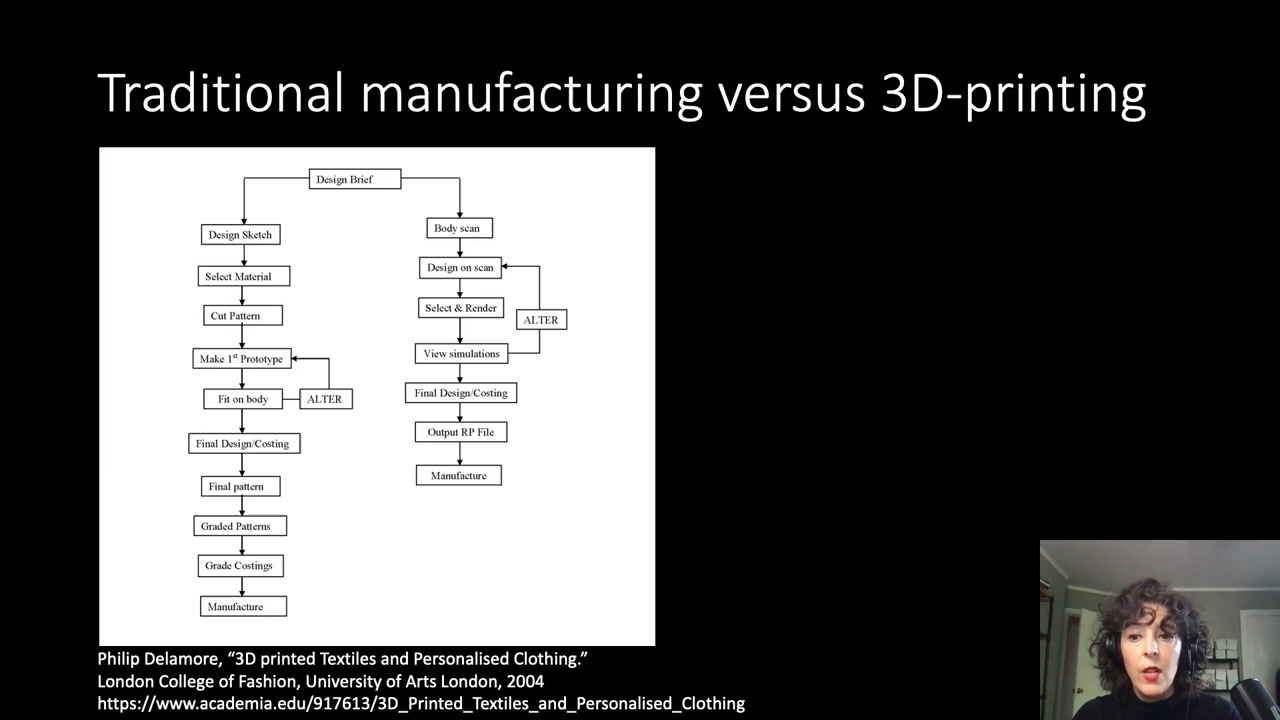 Traditional manufacturing versus 3D-printing
Design Brief
Design Sketch
Select Material
Cut Pattern
Make 1st Prototype
Fit on body
ALTER
Final Design/Costing
Final pattern
Graded Patterns
Grade Costings
Manufacture
Body scan
Design on scan
Select & Render
ALTER
View simulations
Final Design/Costing
Output RP File
Manufacture
Philip Delamore, “3D printed Textiles and Personalised Clothing.”
London College of Fashion, University of Arts London, 2004
https://www.academia.edu/917613/3D_Printed_Textiles_and_Personalised_Clothing